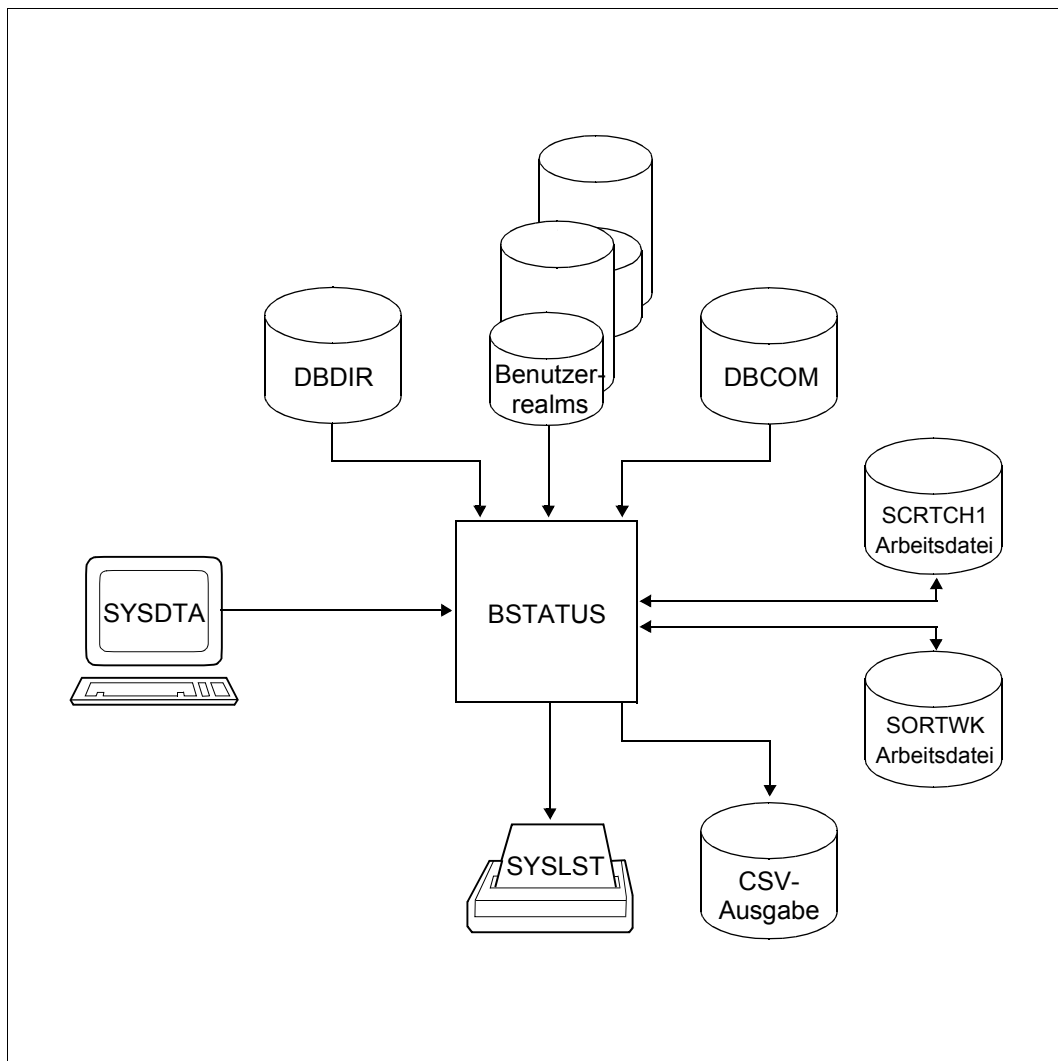 DBDIR
Benutzer-
realms
DBCOM
SCRTCH1
Arbeitsdatei
SYSDTA
BSTATUS
SORTWK
Arbeitsdatei
SYSLST
CSV-
Ausgabe